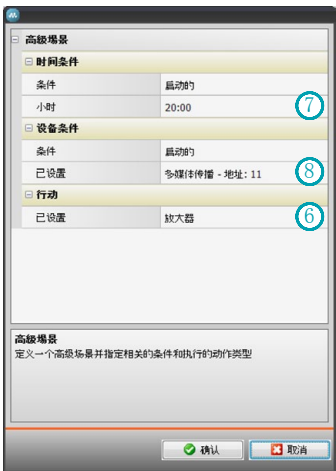 高级场景
时间条件
条件 启动的
小时 20:00 ⑦
设备条件
条件 启动的
已设置 多媒体传播 - 地址: 11 ⑧
行动
已设置 放大器 ⑥
高级场景
定义一个高级场景并指定相关的条件和执行的动作类型
确认 取消